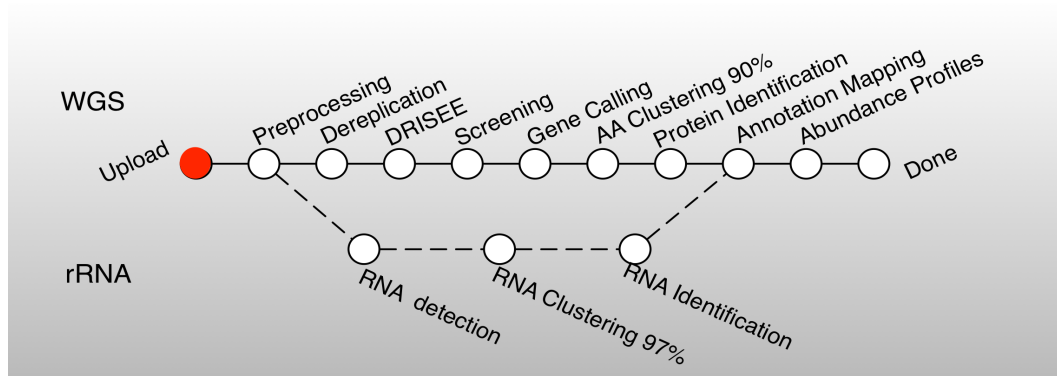 WGS
Upload
Preprocessing
Dereplication
DRISEE
Screening
Gene Calling
AA Clustering 90%
Protein Identification
Annotation Mapping
Abundance Profiles
Done
rRNA
RNA detection
RNA Clustering 97%
RNA Identification